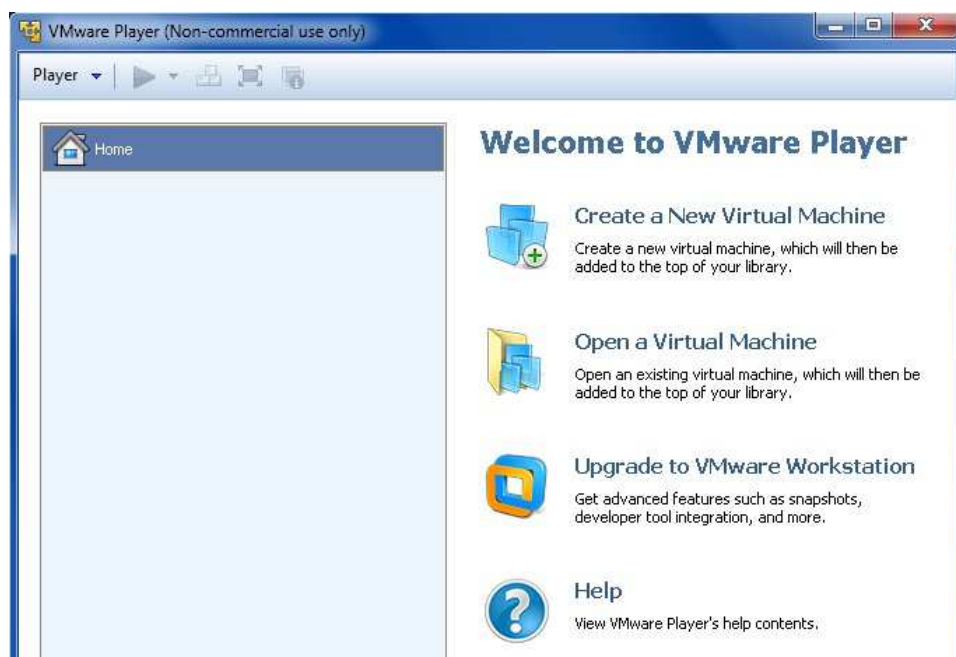 VMware Player (Non-commercial use only)
Player
Home
Welcome to VMware Player
Create a New Virtual Machine
Create a new virtual machine, which will then be
added to the top of your library.
Open a Virtual Machine
Open an existing virtual machine, which will then be
added to the top of your library.
Upgrade to VMware Workstation
Get advanced features such as snapshots,
developer tool integration, and more.
Help
View VMware Player's help contents.